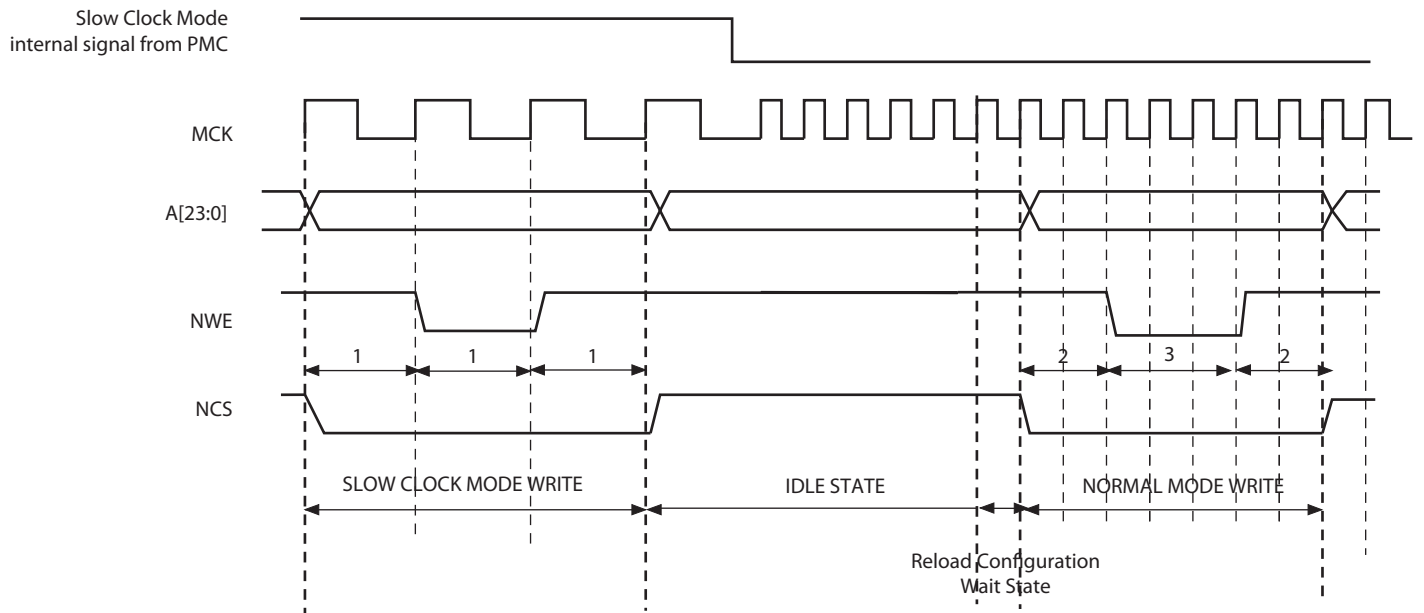 Slow Clock Mode
internal signal from PMC
MCK
A[23:0]
NWE
1 1 1 2 3 2
NCS
SLOW CLOCK MODE WRITE IDLE STATE NORMAL MODE WRITE
Reload Configuration
Wait State